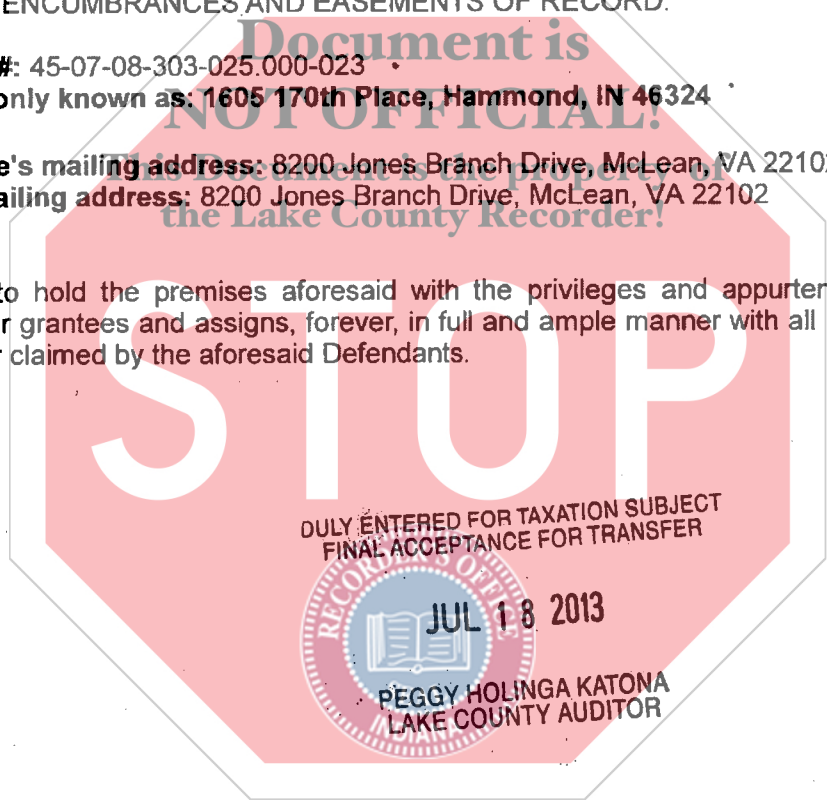 ENCUMBRANCES AND EASEMENTS OF RECORD.
Document is
#: 45-07-08-303-025.000-023
only known as: 1605 170th Place, Hammond, IN 46324
NOT OFFICIAL!
e's mailing address: 8200 Jones Branch Drive, McLean, VA 22102
This Document is the property of
ailing address: 8200 Jones Branch Drive, McLean, VA 22102
the Lake County Recorder!
to hold the premises aforesaid with the privileges and appurten
r grantees and assigns, forever, in full and ample manner with all
claimed by the aforesaid Defendants.
STOP
DULY ENTERED FOR TAXATION SUBJECT
FINAL ACCEPTANCE FOR TRANSFER
RECORDER'S OFFICE
JUL 18 2013
PEGGY HOLINGA KATONA
LAKE COUNTY AUDITOR
INDIANA